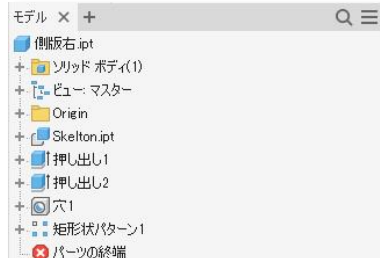 モデル × +
側版右.ipt
ソリッド ボディ(1)
ビュー: マスター
Origin
Skelton.ipt
押し出し1
押し出し2
穴1
矩形状パターン1
パーツの終端